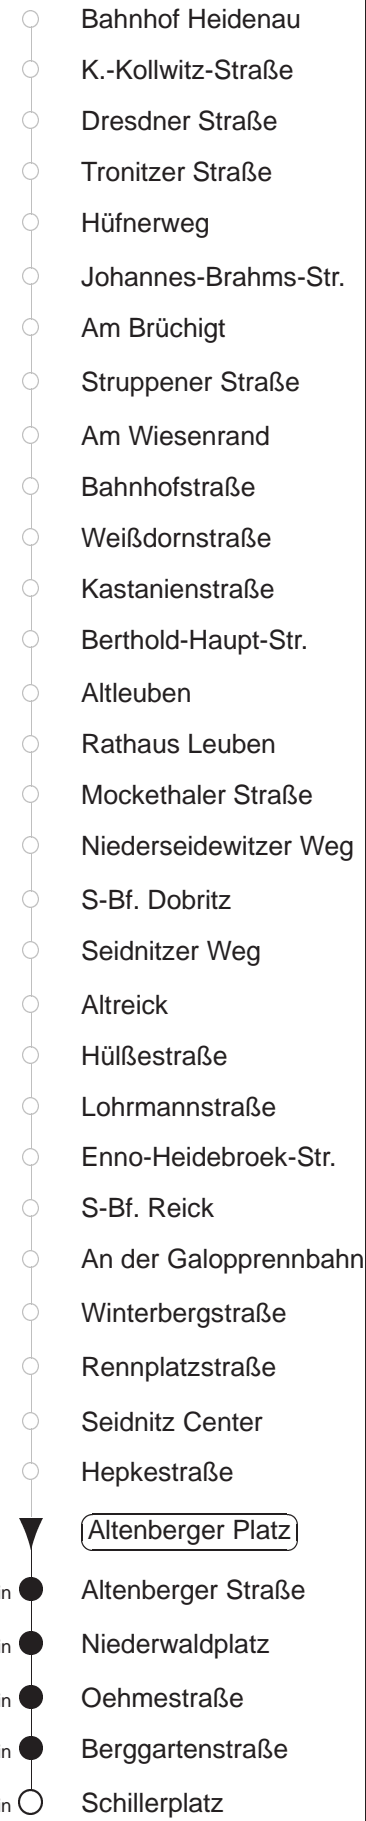 Bahnhof Heidenau
K.-Kollwitz-Straße
Dresdner Straße
Tronitzer Straße
Hüfnerweg
Johannes-Brahms-Str.
Am Brüchigt
Struppener Straße
Am Wiesenrand
Bahnhofstraße
Weißdornstraße
Kastanienstraße
Berthold-Haupt-Str.
Altleuben
Rathaus Leuben
Mockethaler Straße
Niederseidewitzer Weg
S-Bf. Dobritz
Seidnitzer Weg
Altreick
Hülßestraße
Lohrmannstraße
Enno-Heidebroek-Str.
S-Bf. Reick
An der Galopprennbahn
Winterbergstraße
Rennplatzstraße
Seidnitz Center
Hepkestraße
Altenberger Platz
Altenberger Straße
Niederwaldplatz
Oehmestraße
Berggartenstraße
Schillerplatz